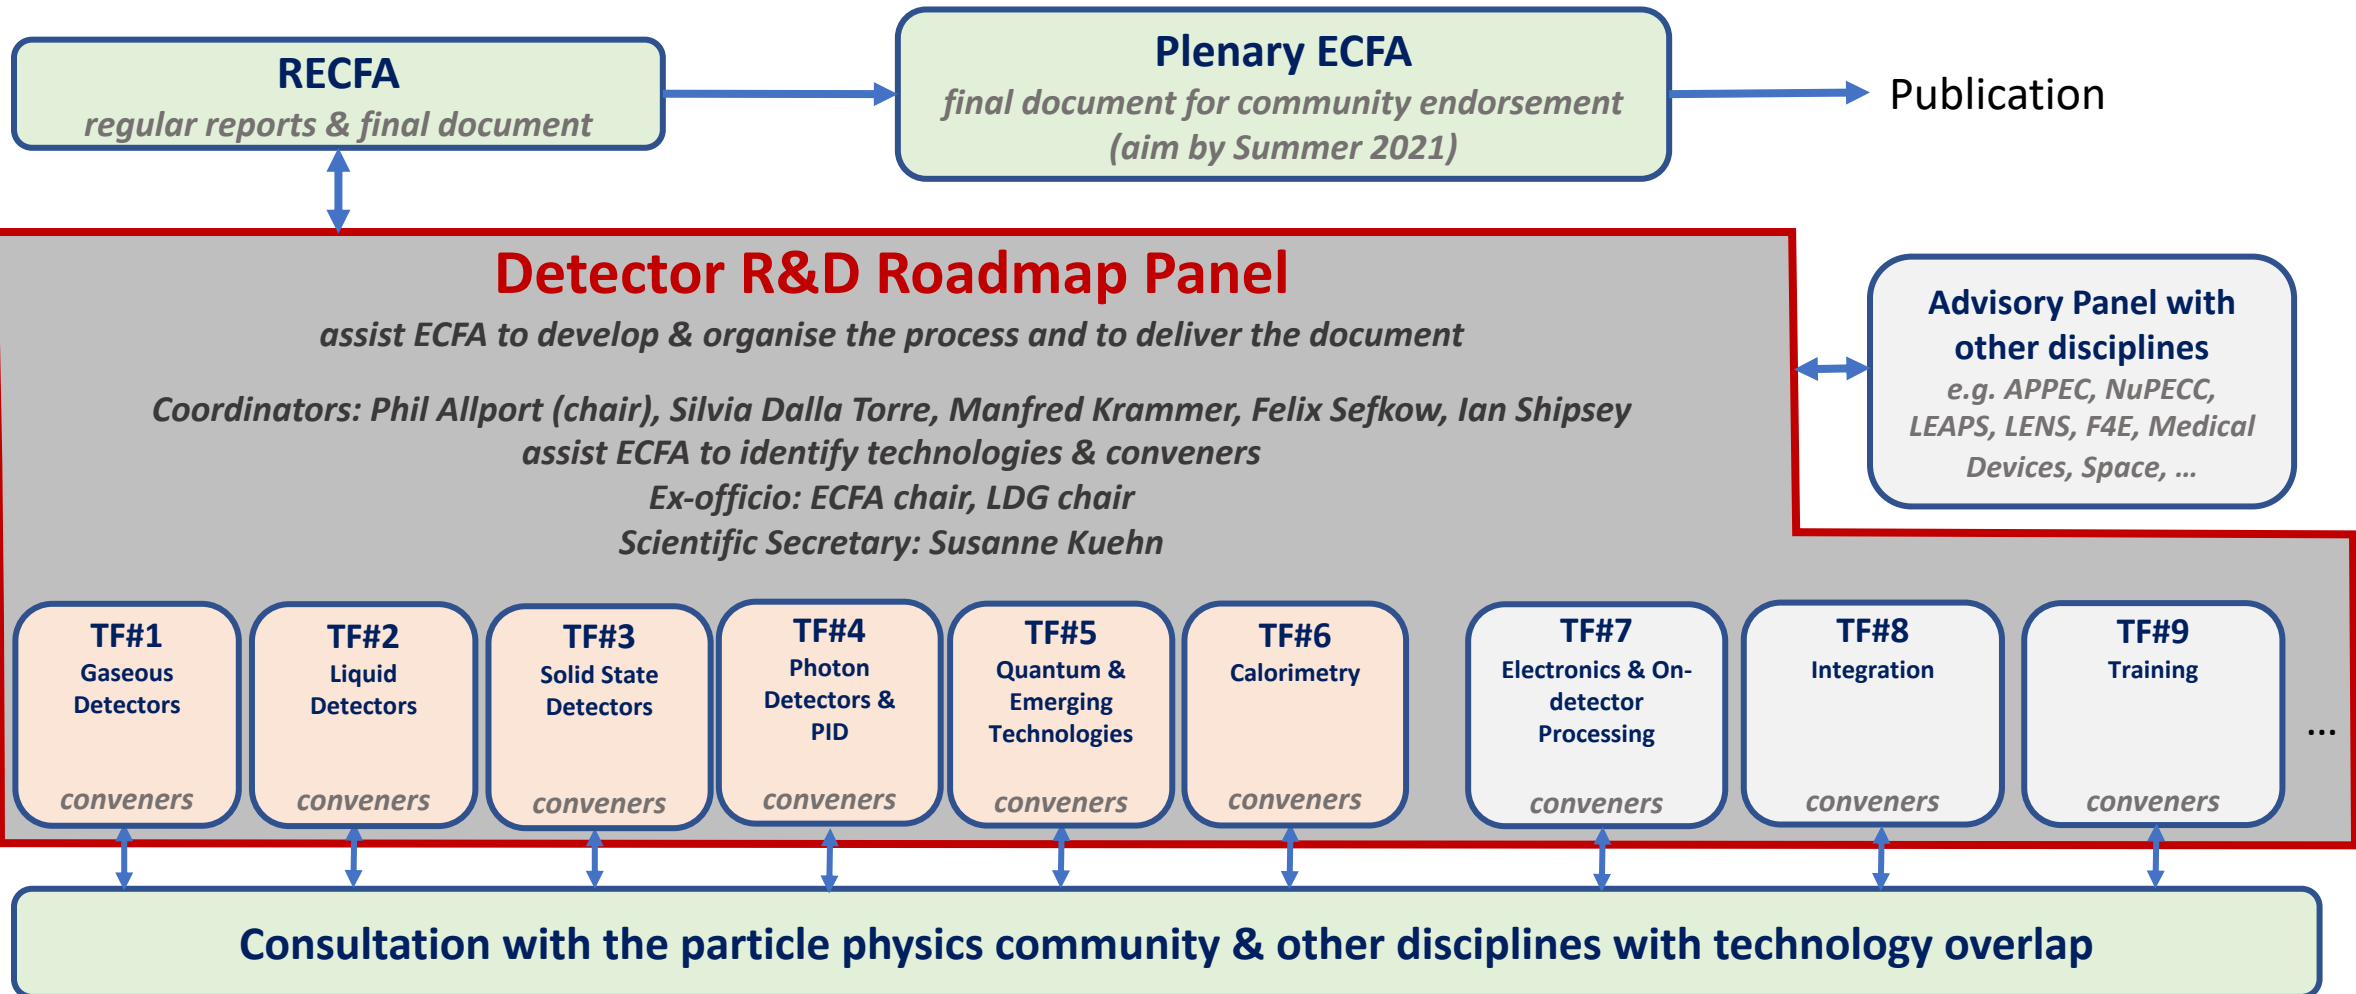 RECFA
regular reports & final document
Plenary ECFA
final document for community endorsement
(aim by Summer 2021)
Publication
Detector R&D Roadmap Panel
assist ECFA to develop & organise the process and to deliver the document
Coordinators: Phil Allport (chair), Silvia Dalla Torre, Manfred Krammer, Felix Sefkow, Ian Shipsey
assist ECFA to identify technologies & conveners
Ex-officio: ECFA chair, LDG chair
Scientific Secretary: Susanne Kuehn
Advisory Panel with
other disciplines
e.g. APPEC, NuPECC,
LEAPS, LENS, F4E, Medical
Devices, Space, …
TF#1
Gaseous
Detectors
conveners
TF#2
Liquid
Detectors
conveners
TF#3
Solid State
Detectors
conveners
TF#4
Photon
Detectors &
PID
conveners
TF#5
Quantum &
Emerging
Technologies
conveners
TF#6
Calorimetry
conveners
TF#7
Electronics & On-
detector
Processing
conveners
TF#8
Integration
conveners
TF#9
Training
conveners
…
Consultation with the particle physics community & other disciplines with technology overlap